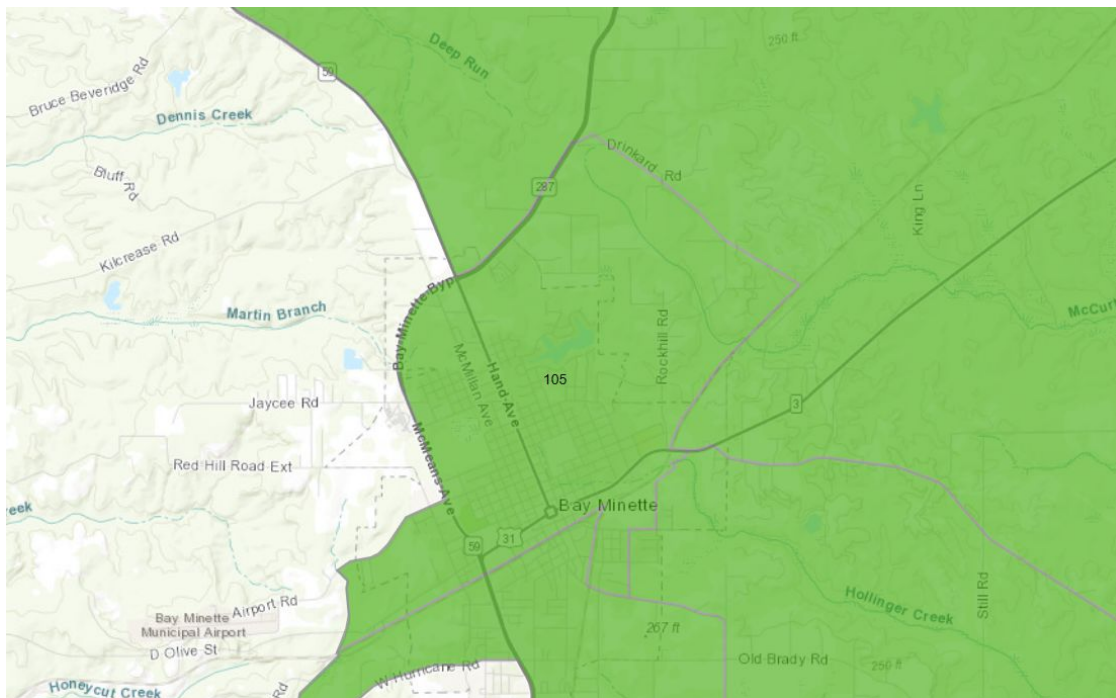 Deep Run
250 ft
59
Bruce Beveridge Rd
Dennis Creek
Drinkard Rd
Bluff Rd
287
King Ln
Kilcrease Rd
Bay Minette Byp
Martin Branch
McCur
Rockhill Rd
McMillan Ave
Hand Ave
105
Jaycee Rd
3
McMeans Ave
Red Hill Road Ext
reek
Bay Minette
31
59
Hollinger Creek
Still Rd
Airport Rd
Bay Minette
Municipal Airport
267 ft
D Olive St
W Hurricane Rd
Old Brady Rd
250 ft
Honeycut Creek
Rd